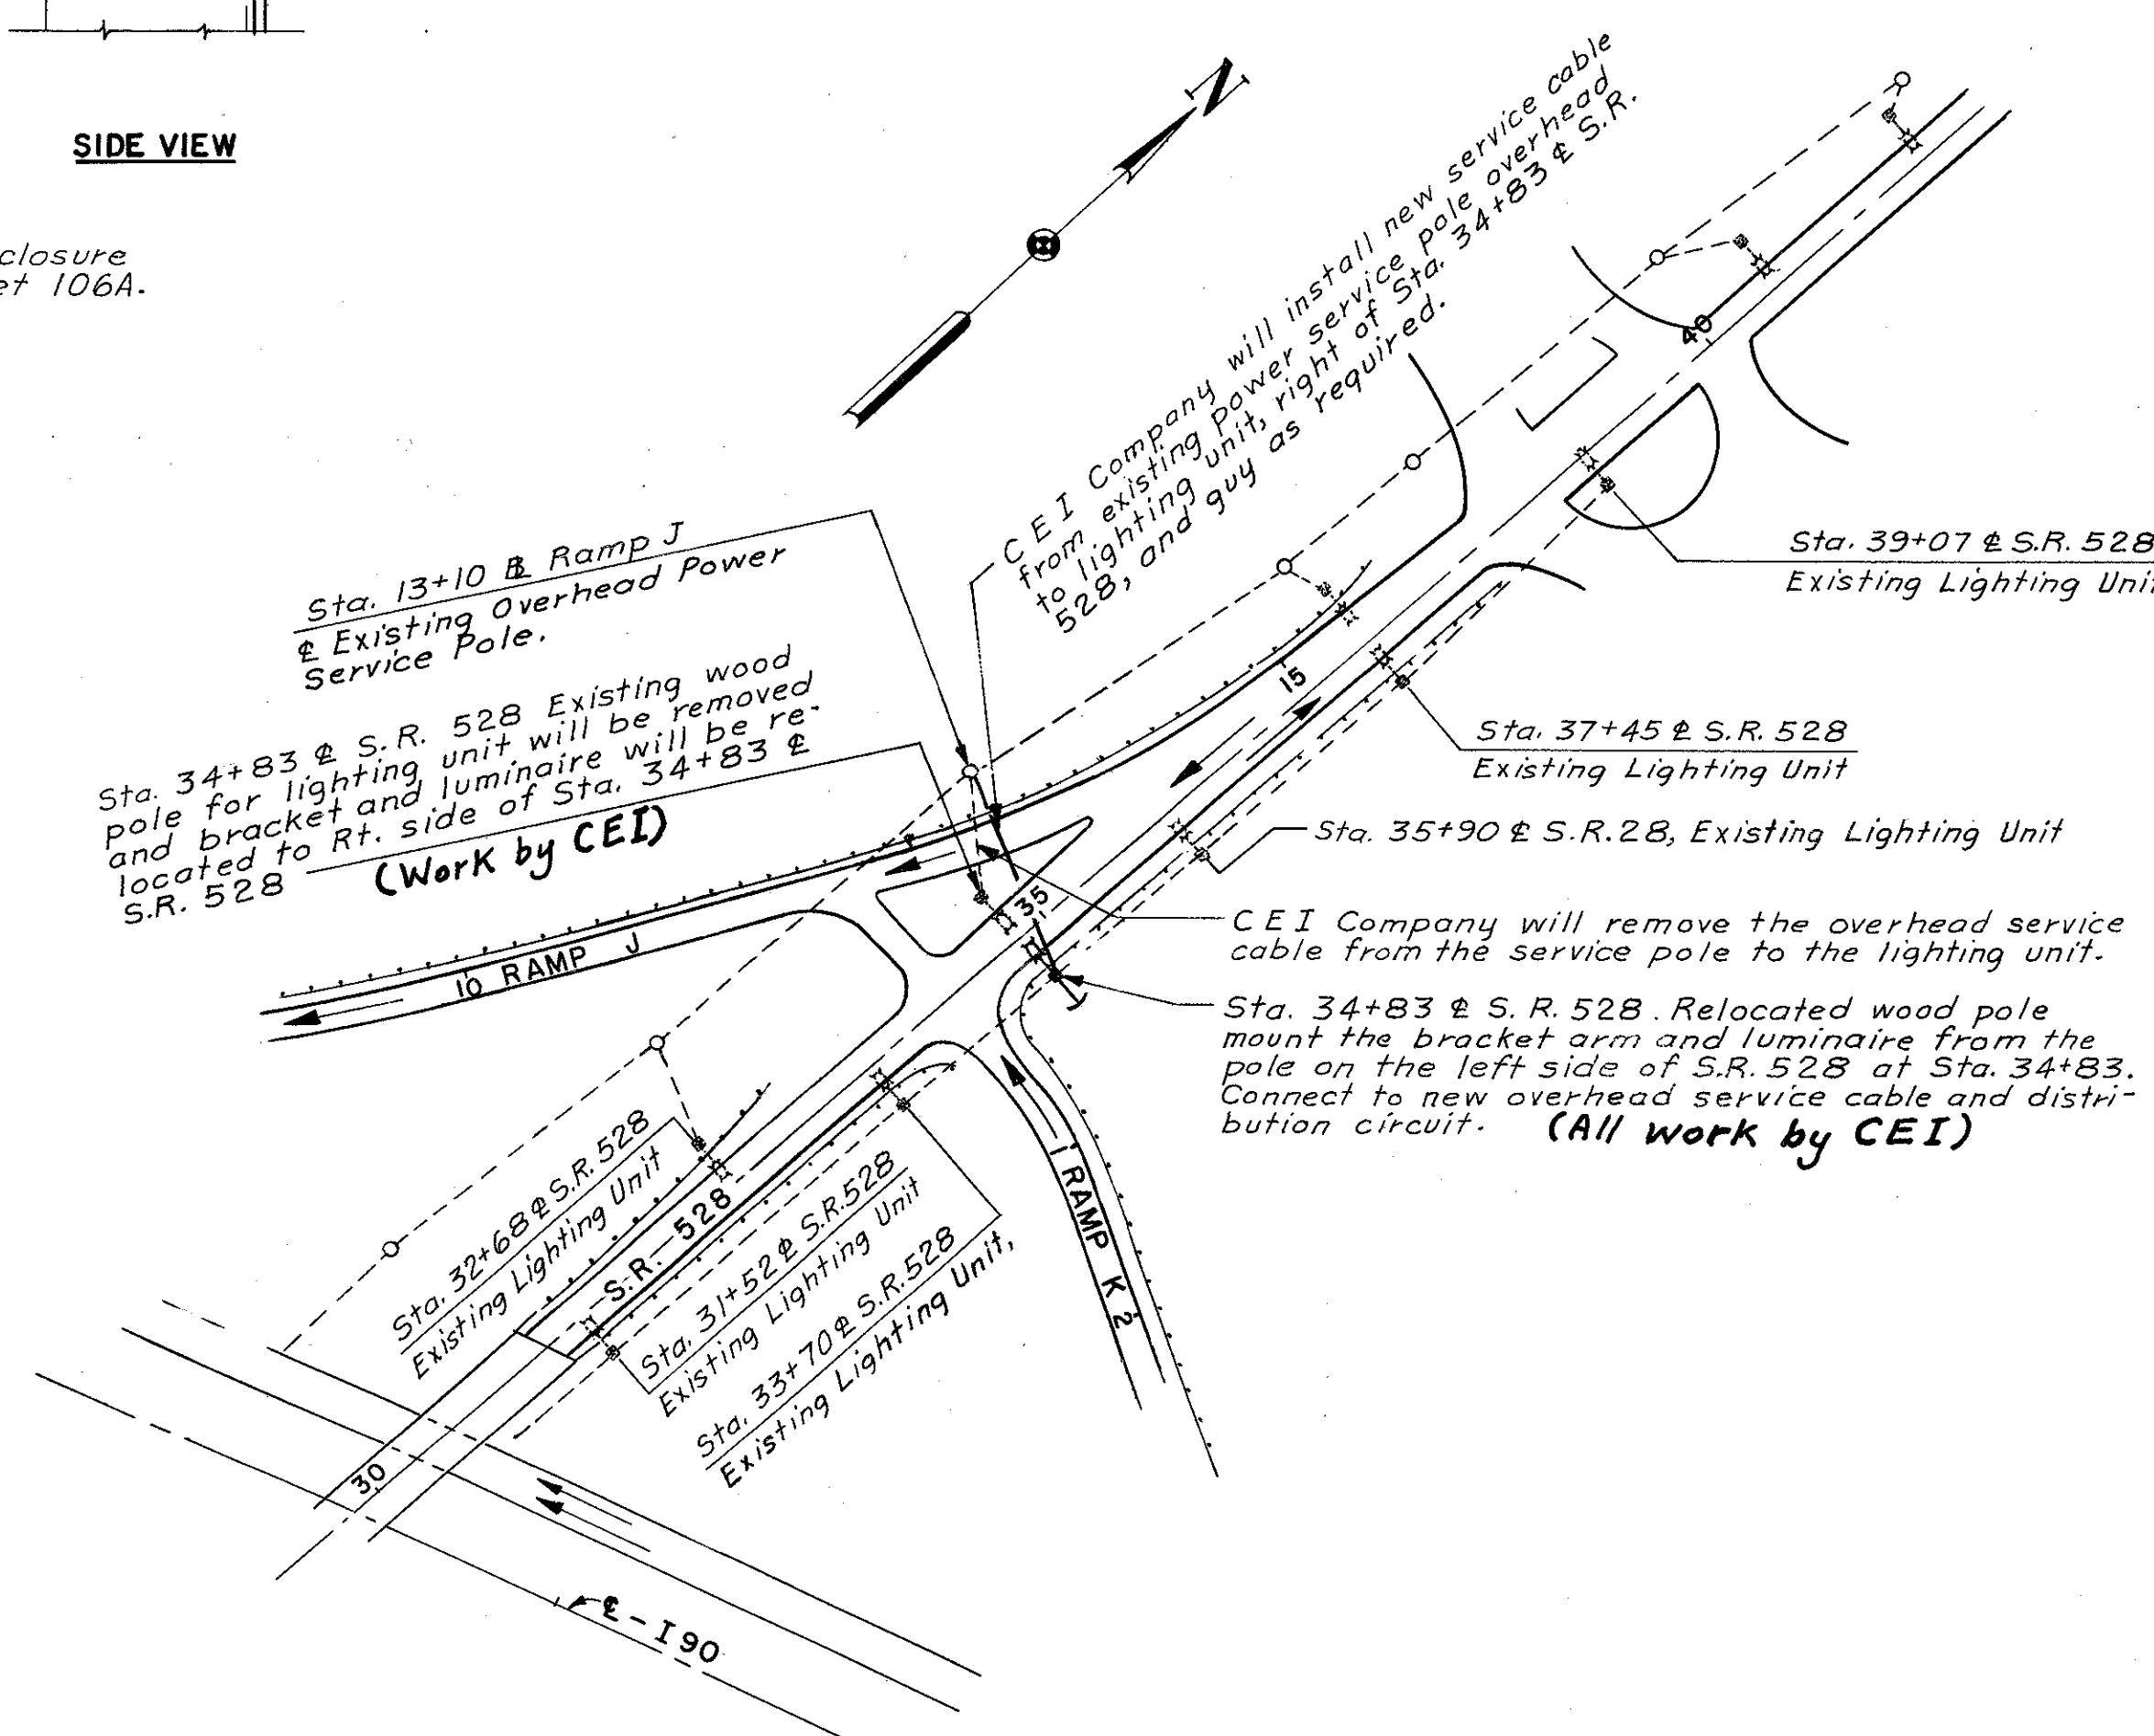 SIDE VIEW
closure
et 106A.
N
C E I Company will install new service cable
from existing power service pole overhead
to lighting unit, right of Sta. 34+83 ℄ S.R.
528, and guy as required.
Sta. 13+10 ℄ Ramp J
℄ Existing Overhead Power
Service Pole.
Sta. 34+83 ℄ S.R. 528 Existing wood
pole for lighting unit will be removed
and bracket and luminaire will be re-
located to Rt. side of Sta. 34+83 ℄
S.R. 528
(Work by CEI)
40
Sta. 39+07 ℄ S.R. 528
Existing Lighting Unit
15
Sta. 37+45 ℄ S.R. 528
Existing Lighting Unit
Sta. 35+90 ℄ S.R.28, Existing Lighting Unit
35
C E I Company will remove the overhead service
cable from the service pole to the lighting unit.
Sta. 34+83 ℄ S.R. 528. Relocated wood pole
mount the bracket arm and luminaire from the
pole on the left side of S.R. 528 at Sta. 34+83.
Connect to new overhead service cable and distri-
bution circuit.
(All work by CEI)
10 RAMP J
Sta. 32+68 ℄ S.R. 528
Existing Lighting Unit
S.R. 528
Sta. 31+52 ℄ S.R.528
Existing Lighting Unit
Sta. 33+70 ℄ S.R.528
Existing Lighting Unit,
RAMP K2
30
℄ - I 90